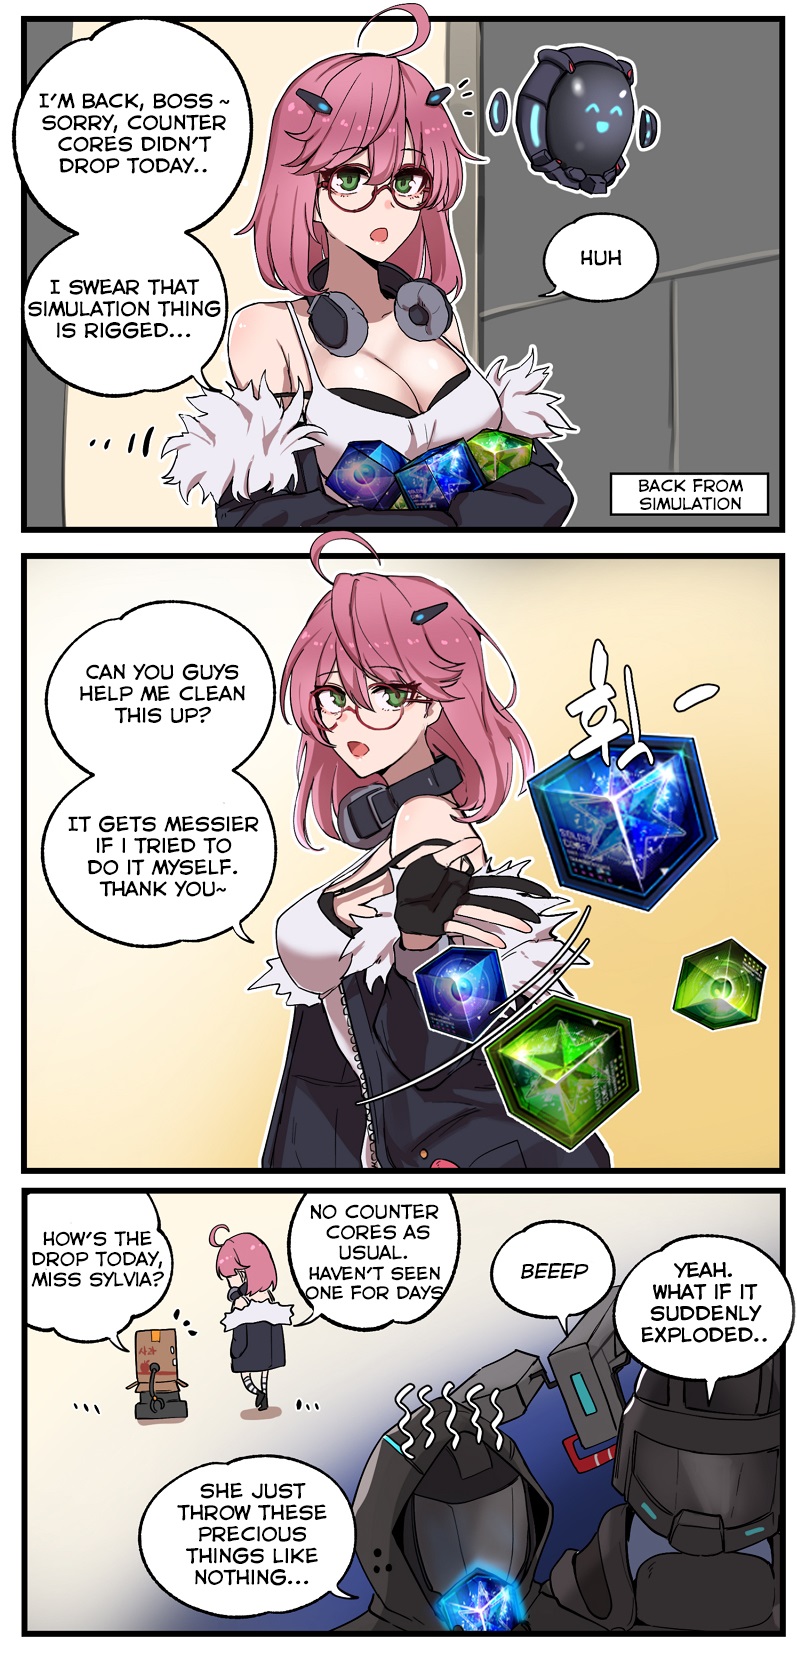 I'M BACK, BOSS ~
SORRY, COUNTER
CORES DIDN'T
DROP TODAY..
I SWEAR THAT
SIMULATION THING
IS RIGGED...
HUH
BACK FROM
SIMULATION
CAN YOU GUYS
HELP ME CLEAN
THIS UP?
IT GETS MESSIER
IF I TRIED TO
DO IT MYSELF.
THANK YOU~
휙-
HOW'S THE
DROP TODAY,
MISS SYLVIA?
NO COUNTER
CORES AS
USUAL.
HAVEN'T SEEN
ONE FOR DAYS
BEEEP
YEAH.
WHAT IF IT
SUDDENLY
EXPLODED..
사과
SHE JUST
THROW THESE
PRECIOUS
THINGS LIKE
NOTHING...